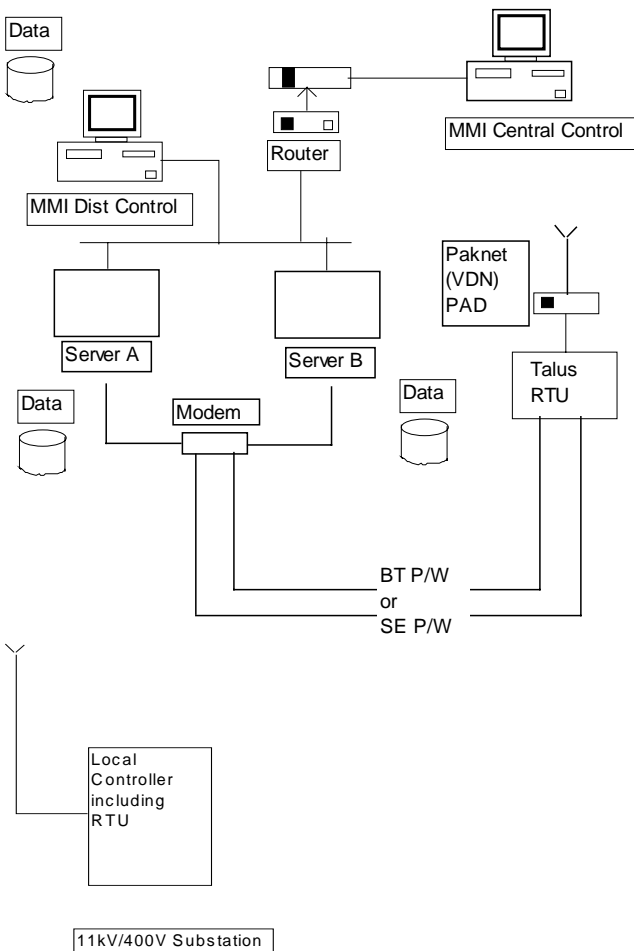 Data
MMI Central Control
Router
MMI Dist Control
Paknet
(VDN)
PAD
Server A
Server B
Talus
RTU
Data
Modem
Data
BT P/W
or
SE P/W
Local
Controller
including
RTU
11kV/400V Substation